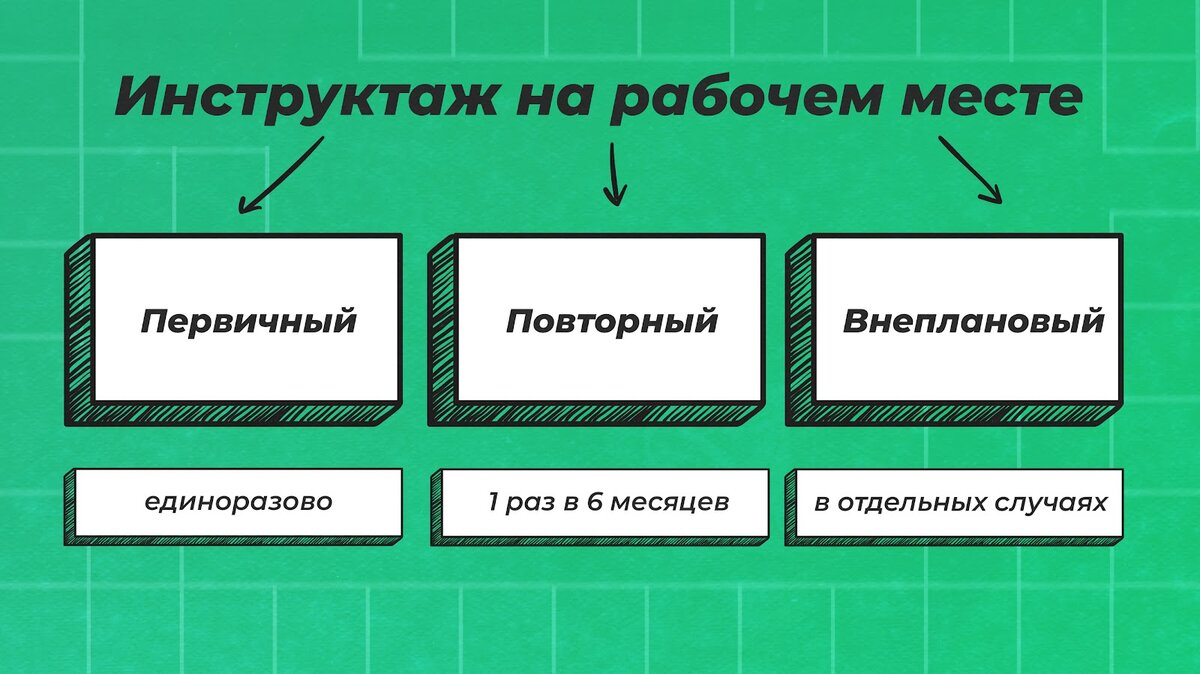 Инструктаж на рабочем месте
Первичный
Повторный
Внеплановый
единоразово
1 раз в 6 месяцев
в отдельных случаях